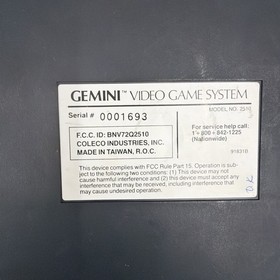 GEMINI™ VIDEO GAME SYSTEM
MODEL NO. 2510
Serial # 0001693
For service help call:
1 • 800 • 842-1225
(Nationwide)
F.C.C. ID: BNV72Q2510
COLECO INDUSTRIES, INC.
MADE IN TAIWAN, R.O.C.
91831B
This device complies with FCC Rule Part 15. Operation is sub-
ject to the following two conditions: (1) This device may not
cause harmful interference and (2) this device must accept any
interference that may be received, including interference that
may cause undesired operation.